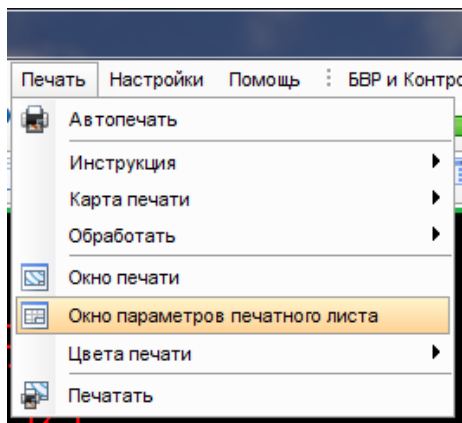 Печать Настройки Помощь БВР и Контро
Автопечать
Инструкция
Карта печати
Обработать
Окно печати
Окно параметров печатного листа
Цвета печати
Печатать